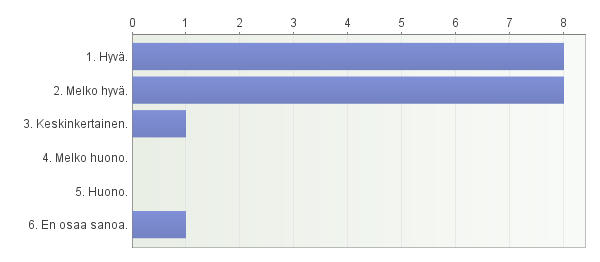 0 1 2 3 4 5 6 7 8
1. Hyvä.
2. Melko hyvä.
3. Keskinkertainen.
4. Melko huono.
5. Huono.
6. En osaa sanoa.